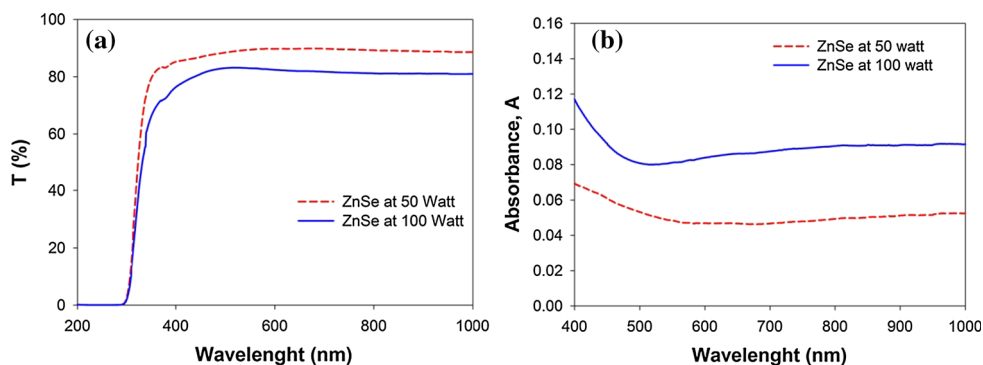 (a)
T (%)
100
80
60
40
20
0
200
400
600
800
1000
Wavelenght (nm)
ZnSe at 50 Watt
ZnSe at 100 Watt
(b)
Absorbance, A
0.16
0.14
0.12
0.10
0.08
0.06
0.04
0.02
0.00
400
500
600
700
800
900
1000
Wavelenght (nm)
ZnSe at 50 watt
ZnSe at 100 watt